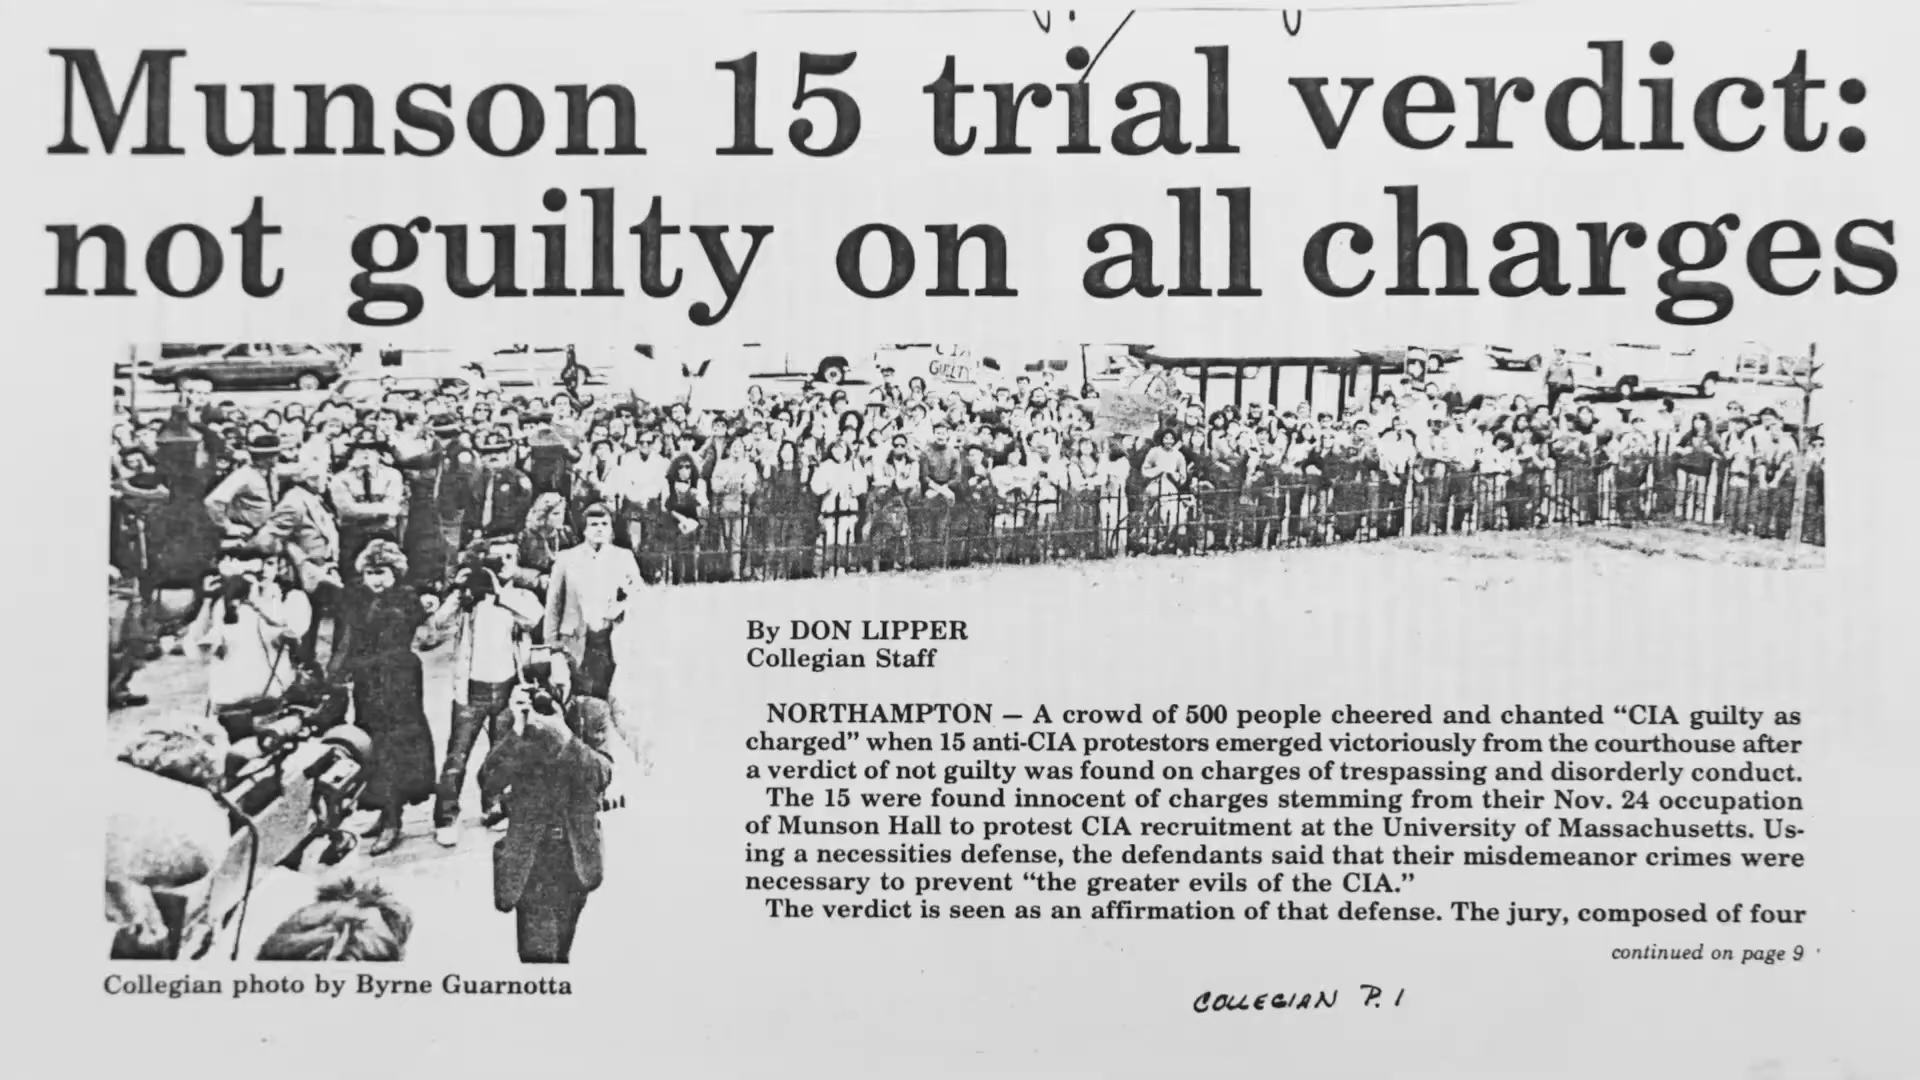 Munson 15 trial verdict:
not guilty on all charges
GUILTY
By DON LIPPER
Collegian Staff
NORTHAMPTON — A crowd of 500 people cheered and chanted “CIA guilty as
charged” when 15 anti-CIA protestors emerged victoriously from the courthouse after
a verdict of not guilty was found on charges of trespassing and disorderly conduct.
The 15 were found innocent of charges stemming from their Nov. 24 occupation
of Munson Hall to protest CIA recruitment at the University of Massachusetts. Us-
ing a necessities defense, the defendants said that their misdemeanor crimes were
necessary to prevent “the greater evils of the CIA.”
The verdict is seen as an affirmation of that defense. The jury, composed of four
continued on page 9
Collegian photo by Byrne Guarnotta
COLLEGIAN P. 1